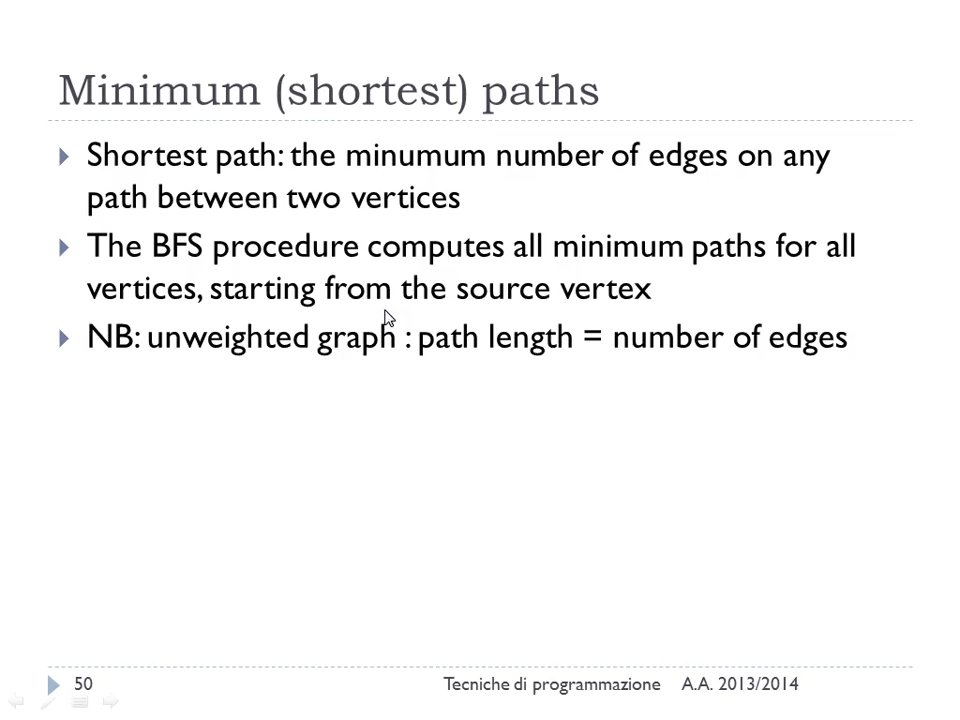 Minimum (shortest) paths
Shortest path: the minumum number of edges on any
path between two vertices
The BFS procedure computes all minimum paths for all
vertices, starting from the source vertex
NB: unweighted graph : path length = number of edges
50 Tecniche di programmazione A.A. 2013/2014